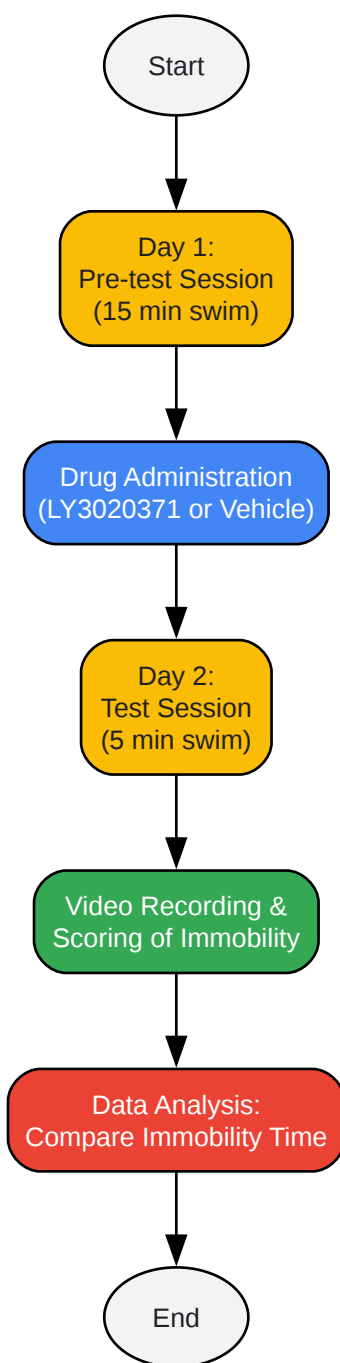 Start
Day 1:
Pre-test Session
(15 min swim)
Drug Administration
(LY3020371 or Vehicle)
Day 2:
Test Session
(5 min swim)
Video Recording &
Scoring of Immobility
Data Analysis:
Compare Immobility Time
End